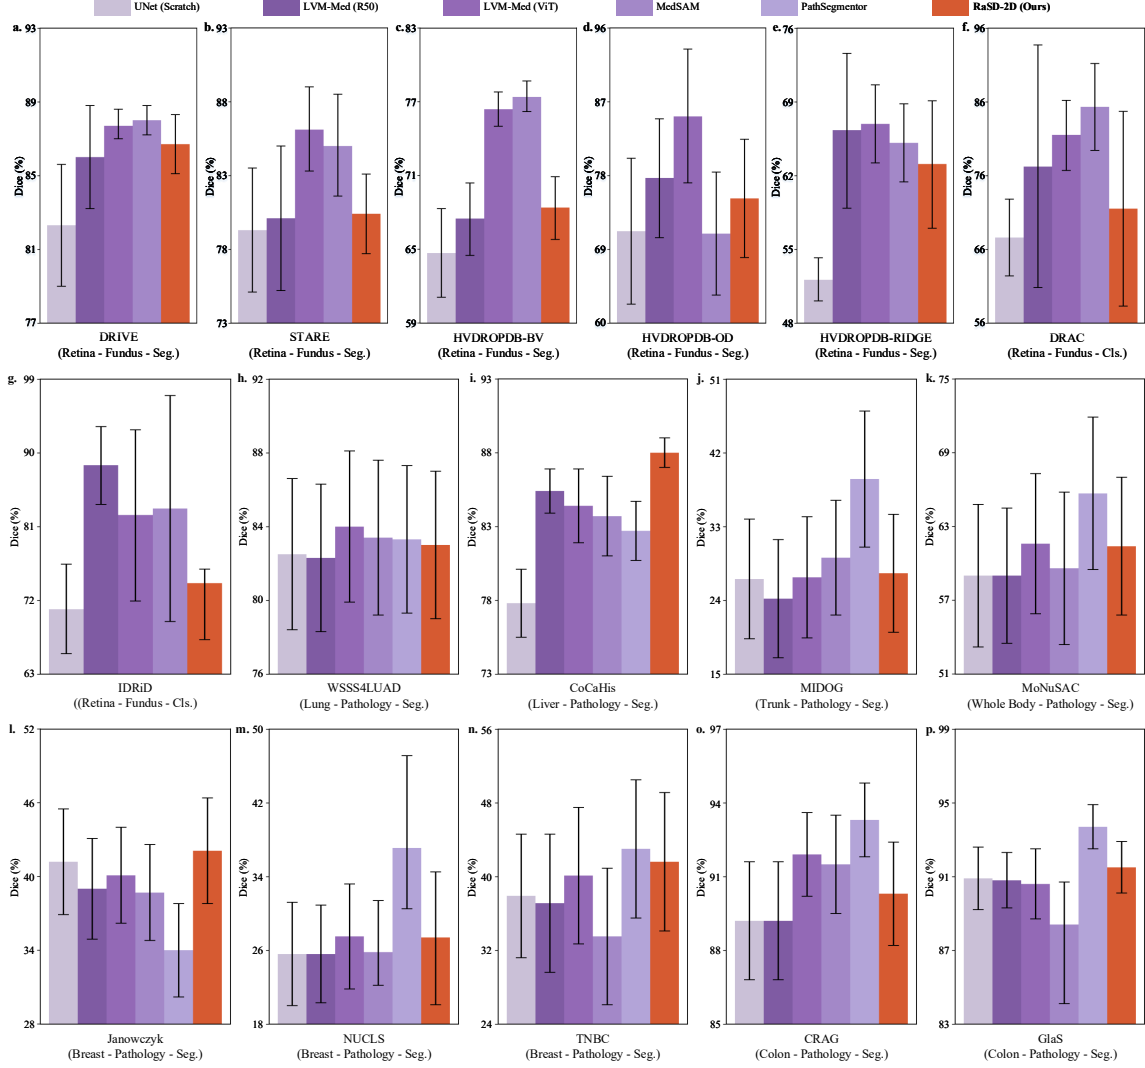 UNet (Scratch) LVM-Med (R50) LVM-Med (ViT) MedSAM PathSegmentor RaSD-2D (Ours)
a. 93 89 85 81 77 Dice (%)
DRIVE
(Retina - Fundus - Seg.)
b. 93 88 83 78 73 Dice (%)
STARE
(Retina - Fundus - Seg.)
c. 83 77 71 65 59 Dice (%)
HVDROPDB-BV
(Retina - Fundus - Seg.)
d. 96 87 78 69 60 Dice (%)
HVDROPDB-OD
(Retina - Fundus - Seg.)
e. 76 69 62 55 48 Dice (%)
HVDROPDB-RIDGE
(Retina - Fundus - Seg.)
f. 96 86 76 66 56 Dice (%)
DRAC
(Retina - Fundus - Cls.)
g. 99 90 81 72 63 Dice (%)
IDRiD
((Retina - Fundus - Cls.)
h. 92 88 84 80 76 Dice (%)
WSSS4LUAD
(Lung - Pathology - Seg.)
i. 93 88 83 78 73 Dice (%)
CoCaHis
(Liver - Pathology - Seg.)
j. 51 42 33 24 15 Dice (%)
MIDOG
(Trunk - Pathology - Seg.)
k. 75 69 63 57 51 Dice (%)
MoNuSAC
(Whole Body - Pathology - Seg.)
l. 52 46 40 34 28 Dice (%)
Janowczyk
(Breast - Pathology - Seg.)
m. 50 42 34 26 18 Dice (%)
NUCLS
(Breast - Pathology - Seg.)
n. 56 48 40 32 24 Dice (%)
TNBC
(Breast - Pathology - Seg.)
o. 97 94 91 88 85 Dice (%)
CRAG
(Colon - Pathology - Seg.)
p. 99 95 91 87 83 Dice (%)
GlaS
(Colon - Pathology - Seg.)